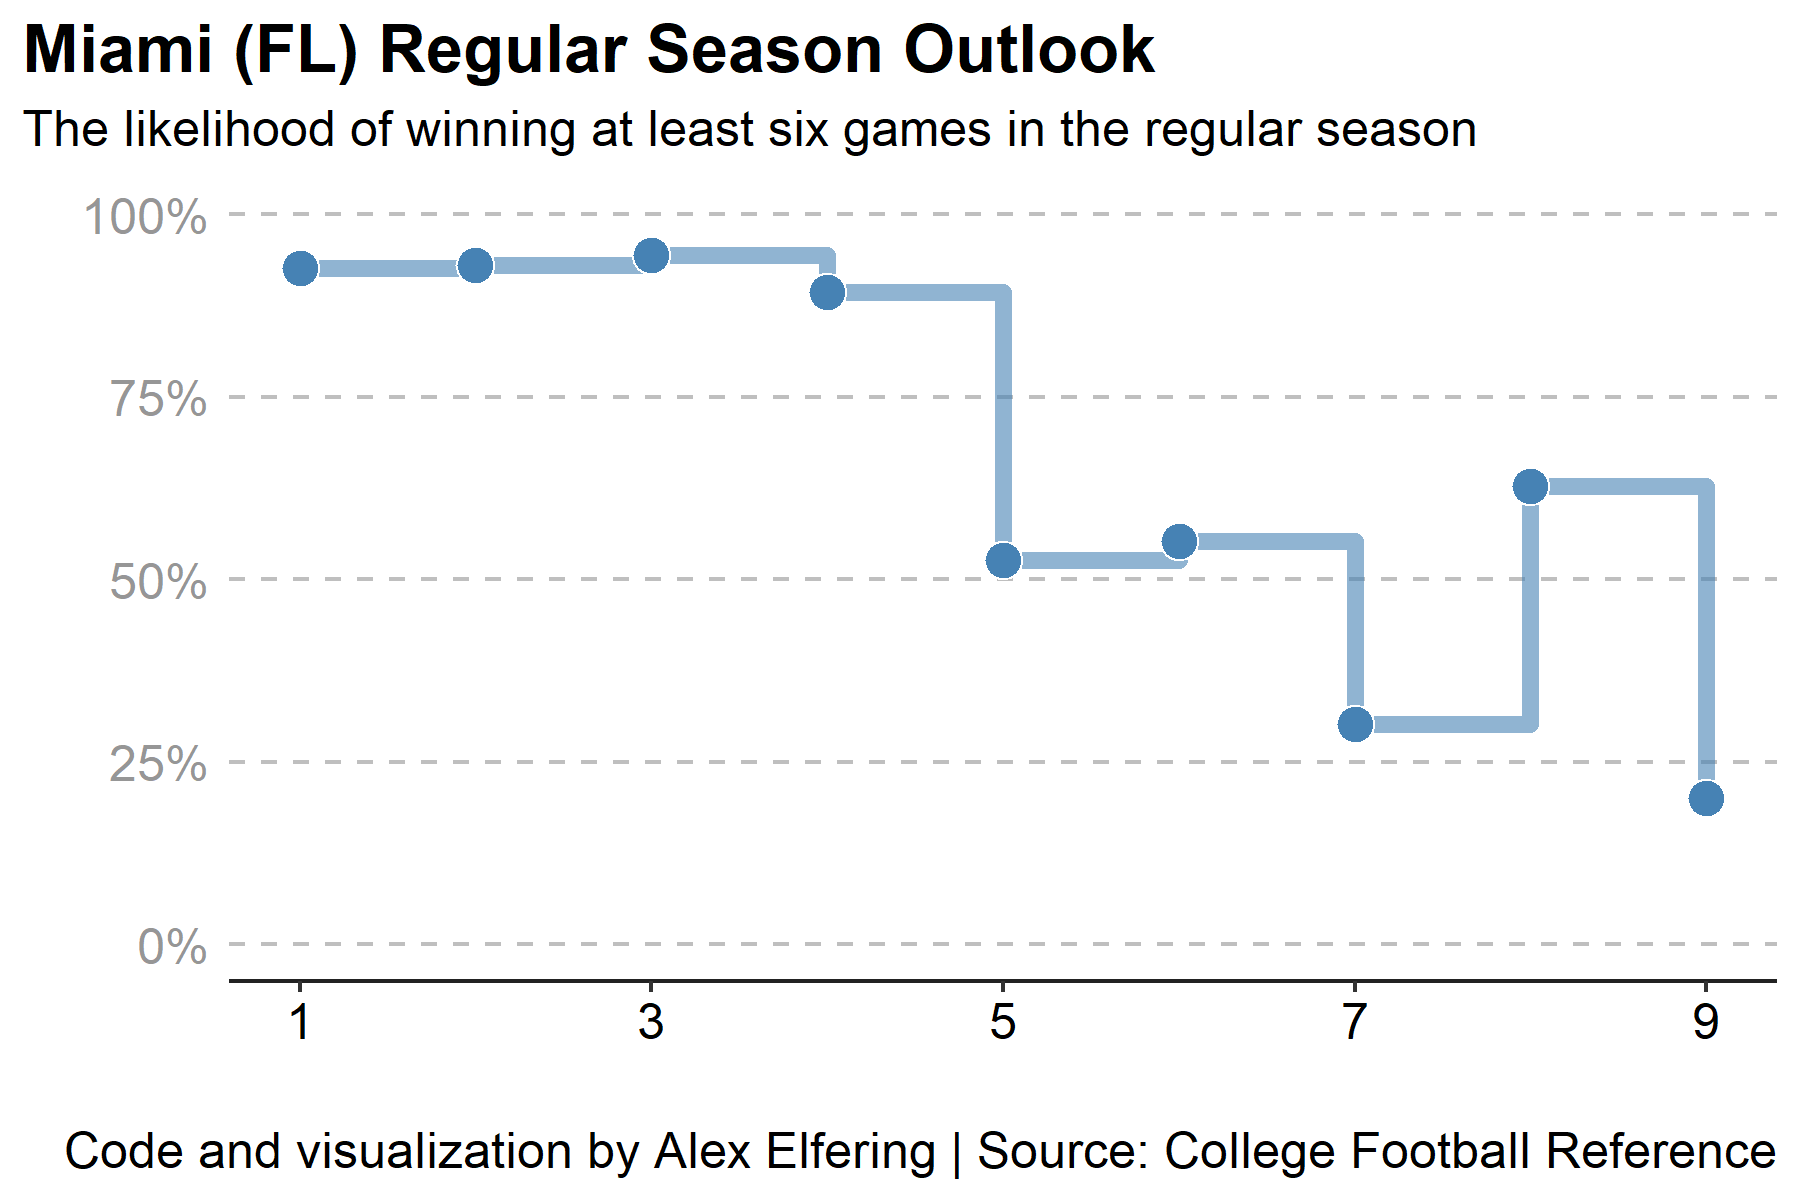 Miami (FL) Regular Season Outlook
The likelihood of winning at least six games in the regular season
100%
75%
50%
25%
0%
1 3 5 7 9
Code and visualization by Alex Elfering | Source: College Football Reference